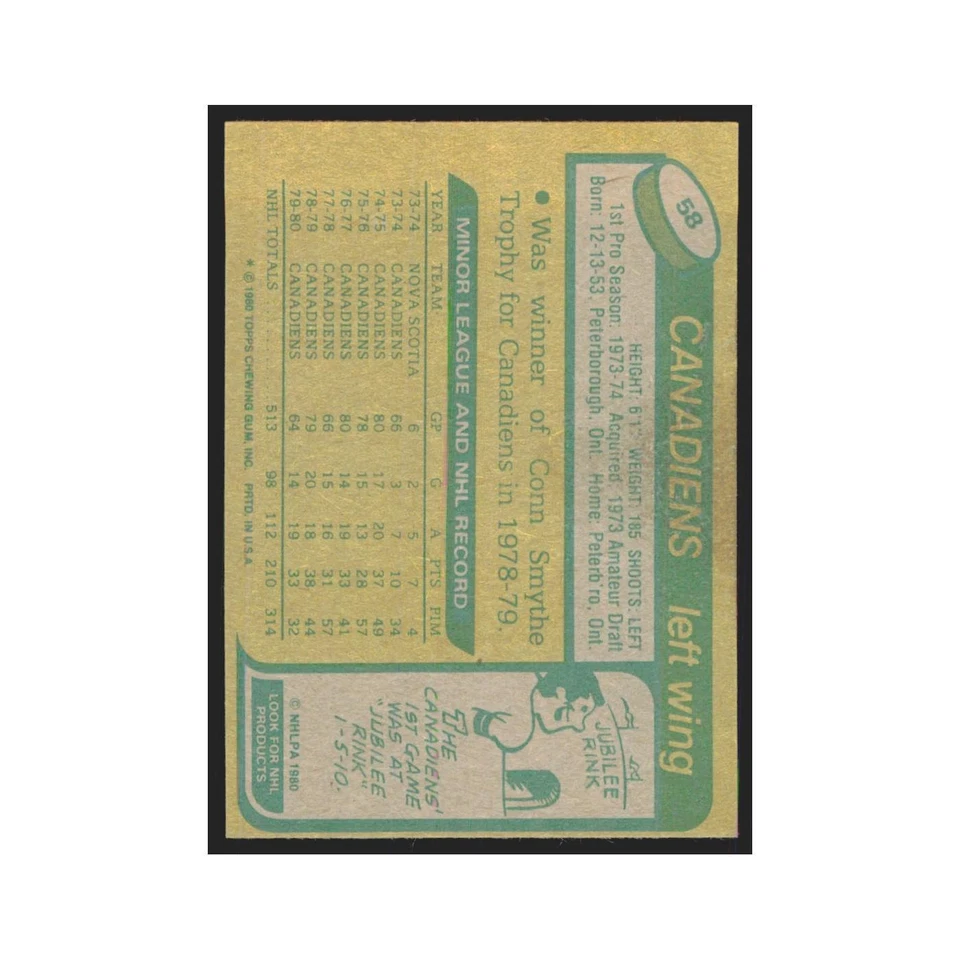 58
CANADIENS left wing
HEIGHT: 6'1" WEIGHT: 185 SHOOTS: LEFT
1st Pro Season: 1973-74 Acquired: 1973 Amateur Draft
Born: 12-13-53, Peterborough, Ont. Home: Peterb'ro, Ont.
• Was winner of Conn Smythe
Trophy for Canadiens in 1978-79.
MINOR LEAGUE AND NHL RECORD
YEAR TEAM GP G A PTS PIM
73-74 NOVA SCOTIA 6 2 5 7 4
73-74 CANADIENS 66 3 7 10 34
74-75 CANADIENS 80 17 20 37 49
75-76 CANADIENS 78 15 13 28 57
76-77 CANADIENS 80 14 19 33 41
77-78 CANADIENS 66 15 16 31 57
78-79 CANADIENS 79 20 18 38 44
79-80 CANADIENS 64 14 19 33 32
NHL TOTALS 513 98 112 210 314
* © 1980 TOPPS CHEWING GUM, INC. PRTD. IN U.S.A.
JUBILEE
RINK
THE
CANADIENS'
1ST GAME
WAS AT
"JUBILEE
RINK"
1-5-10.
© NHLPA 1980
LOOK FOR NHL
PRODUCTS